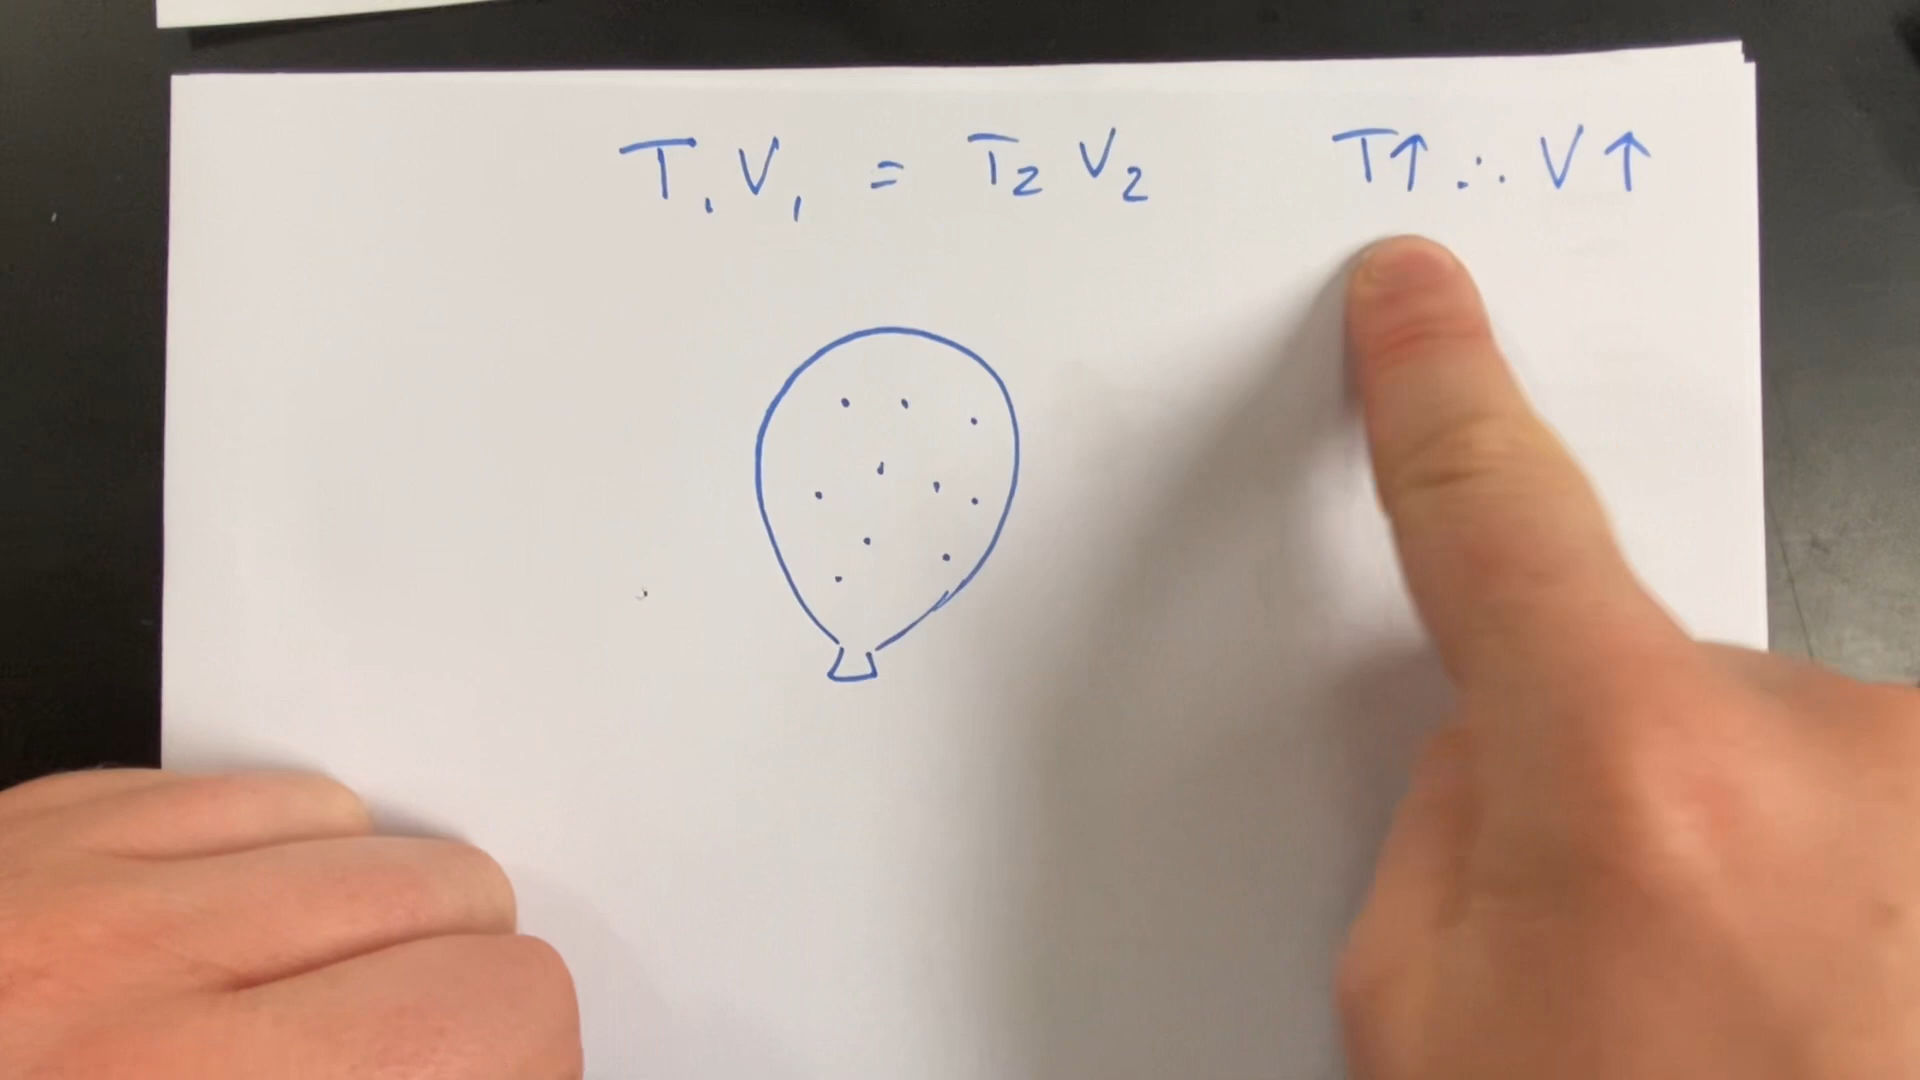 T₁V₁ = T₂V₂ T↑ ∴ V↑